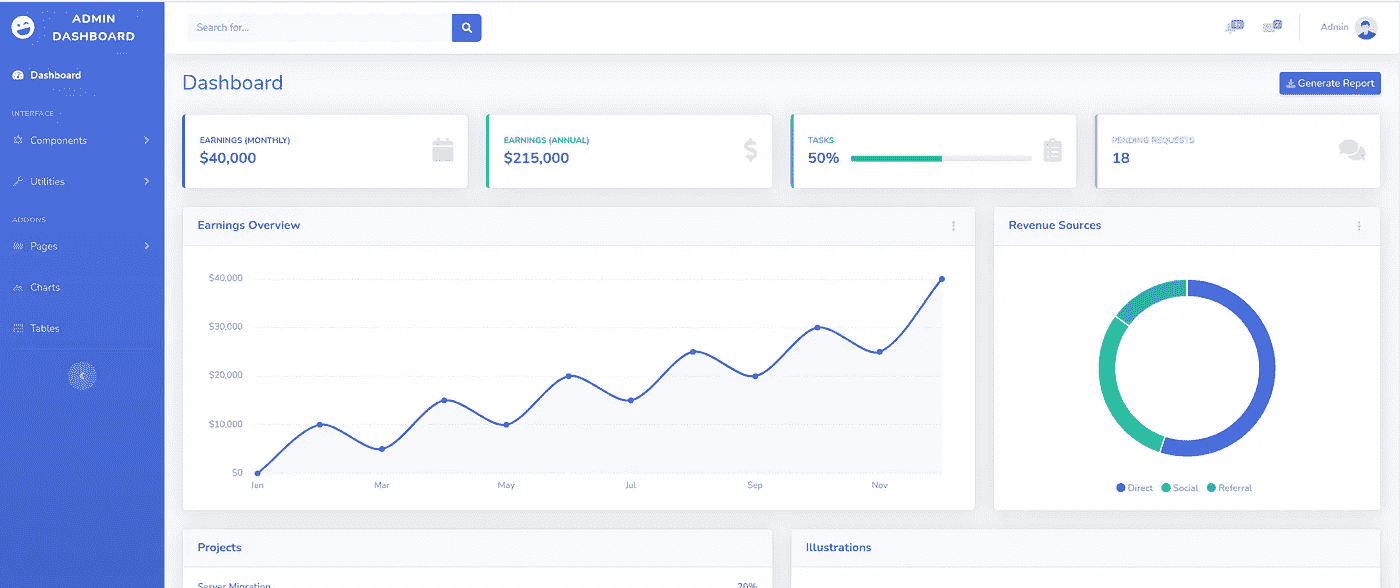 ADMIN
DASHBOARD
Search for...
Admin
Dashboard
INTERFACE
Components
Utilities
ADDONS
Pages
Charts
Tables
Dashboard
Generate Report
EARNINGS (MONTHLY)
$40,000
EARNINGS (ANNUAL)
$215,000
TASKS
50%
PENDING REQUESTS
18
Earnings Overview
$40,000
$30,000
$20,000
$10,000
$0
Jan Mar May Jul Sep Nov
Revenue Sources
Direct Social Referral
Projects
Server Migration 20%
Illustrations